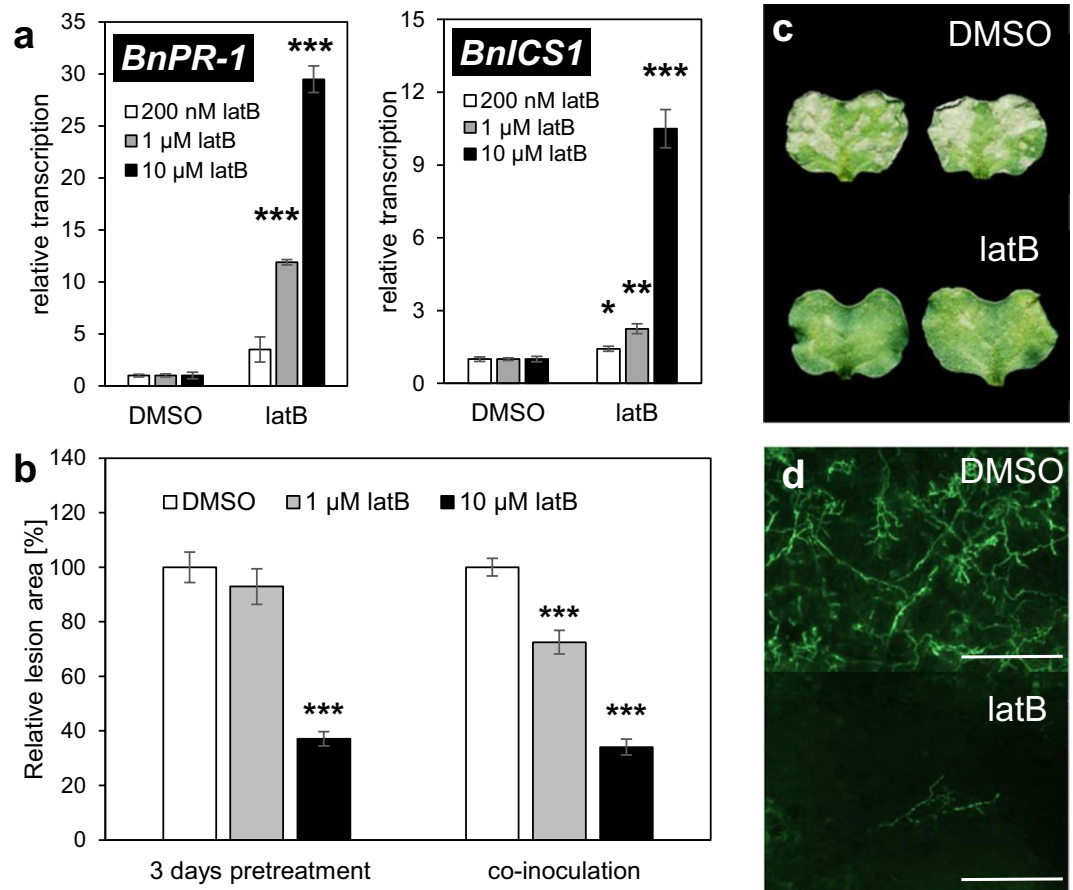 a
BnPR-1
200 nM latB
1 µM latB
10 µM latB
relative transcription
35
30
25
20
15
10
5
0
***
***
DMSO
latB
BnICS1
200 nM latB
1 µM latB
10 µM latB
relative transcription
15
12
9
6
3
0
*
**
***
DMSO
latB
b
Relative lesion area [%]
140
120
100
80
60
40
20
0
DMSO
1 µM latB
10 µM latB
***
***
***
3 days pretreatment
co-inoculation
c
DMSO
latB
d
DMSO
latB